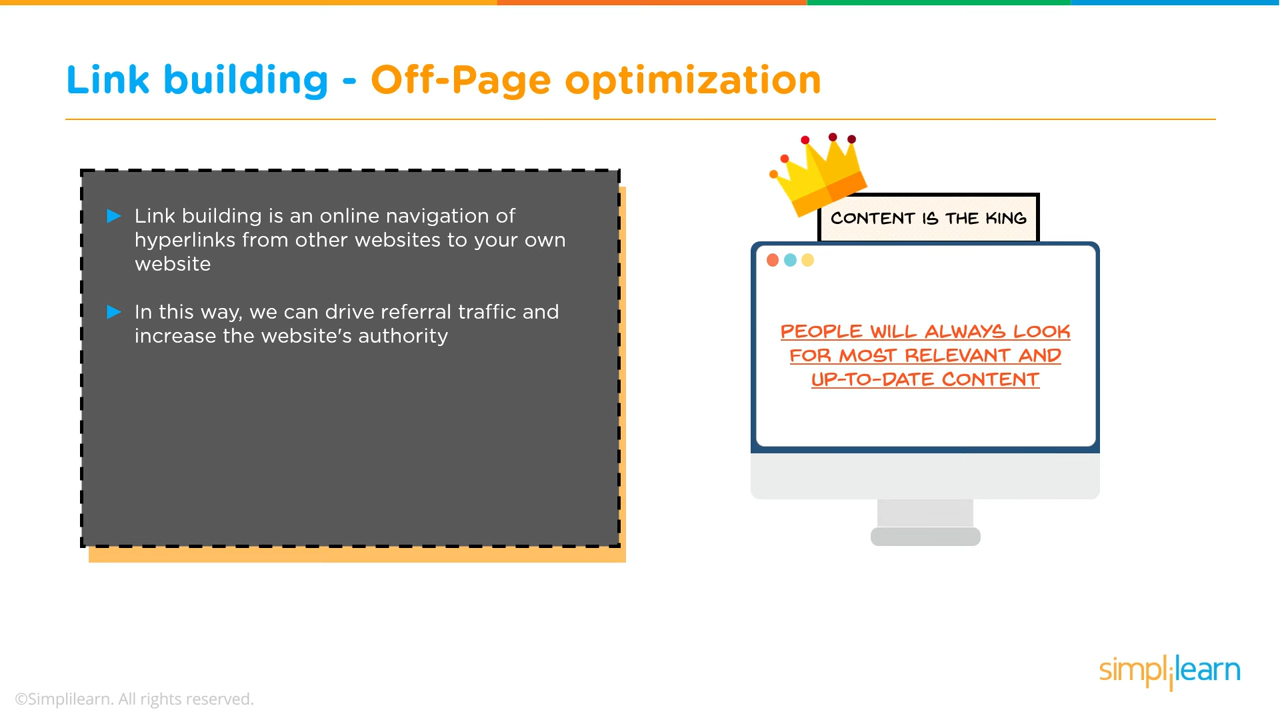 Link building - Off-Page optimization
Link building is an online navigation of
hyperlinks from other websites to your own
website
In this way, we can drive referral traffic and
increase the website's authority
CONTENT IS THE KING
PEOPLE WILL ALWAYS LOOK
FOR MOST RELEVANT AND
UP-TO-DATE CONTENT
simplilearn
©Simplilearn. All rights reserved.